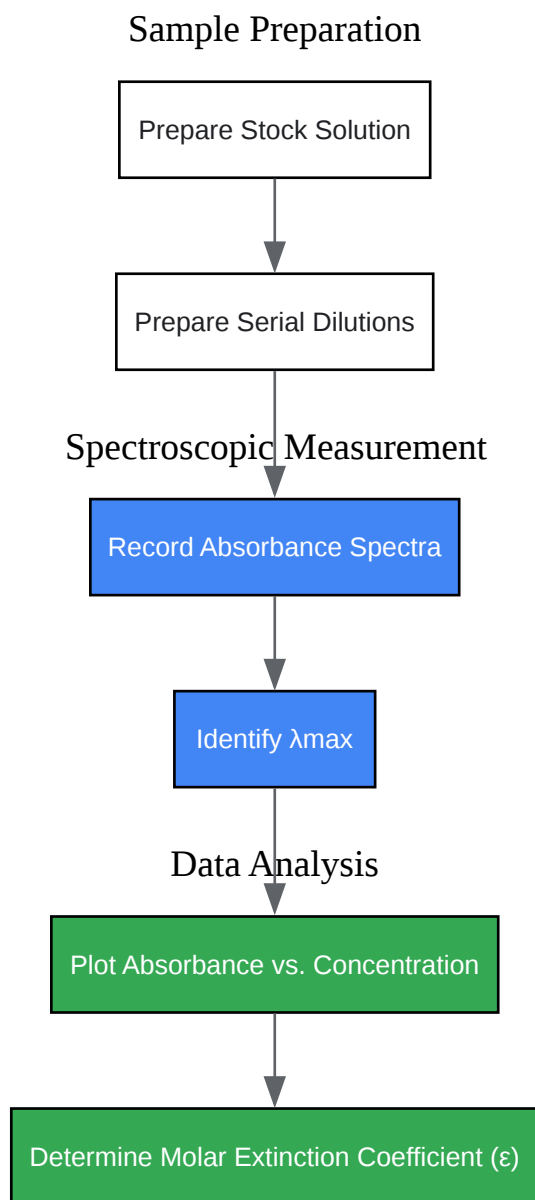 Sample Preparation
Prepare Stock Solution
Prepare Serial Dilutions
Spectroscopic Measurement
Record Absorbance Spectra
Identify λmax
Data Analysis
Plot Absorbance vs. Concentration
Determine Molar Extinction Coefficient (ε)